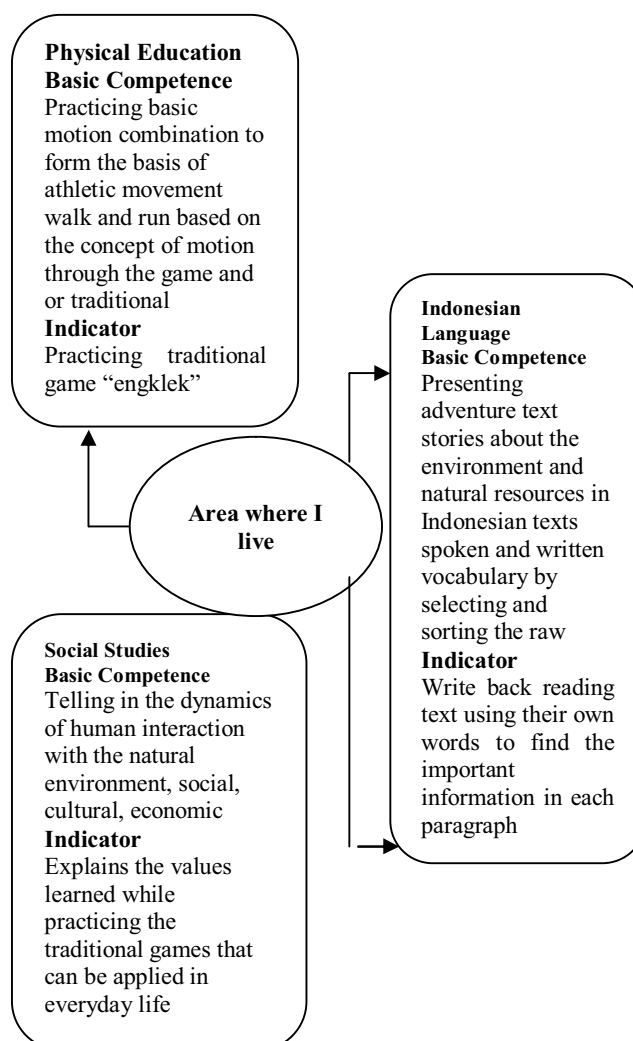 Physical Education
Basic Competence
Practicing basic
motion combination to
form the basis of
athletic movement
walk and run based on
the concept of motion
through the game and
or traditional
Indicator
Practicing traditional
game “engklek”
Indonesian
Language
Basic Competence
Presenting
adventure text
stories about the
environment and
natural resources in
Indonesian texts
spoken and written
vocabulary by
selecting and
sorting the raw
Indicator
Write back reading
text using their own
words to find the
important
information in each
paragraph
Area where I
live
Social Studies
Basic Competence
Telling in the dynamics
of human interaction
with the natural
environment, social,
cultural, economic
Indicator
Explains the values
learned while
practicing the
traditional games that
can be applied in
everyday life